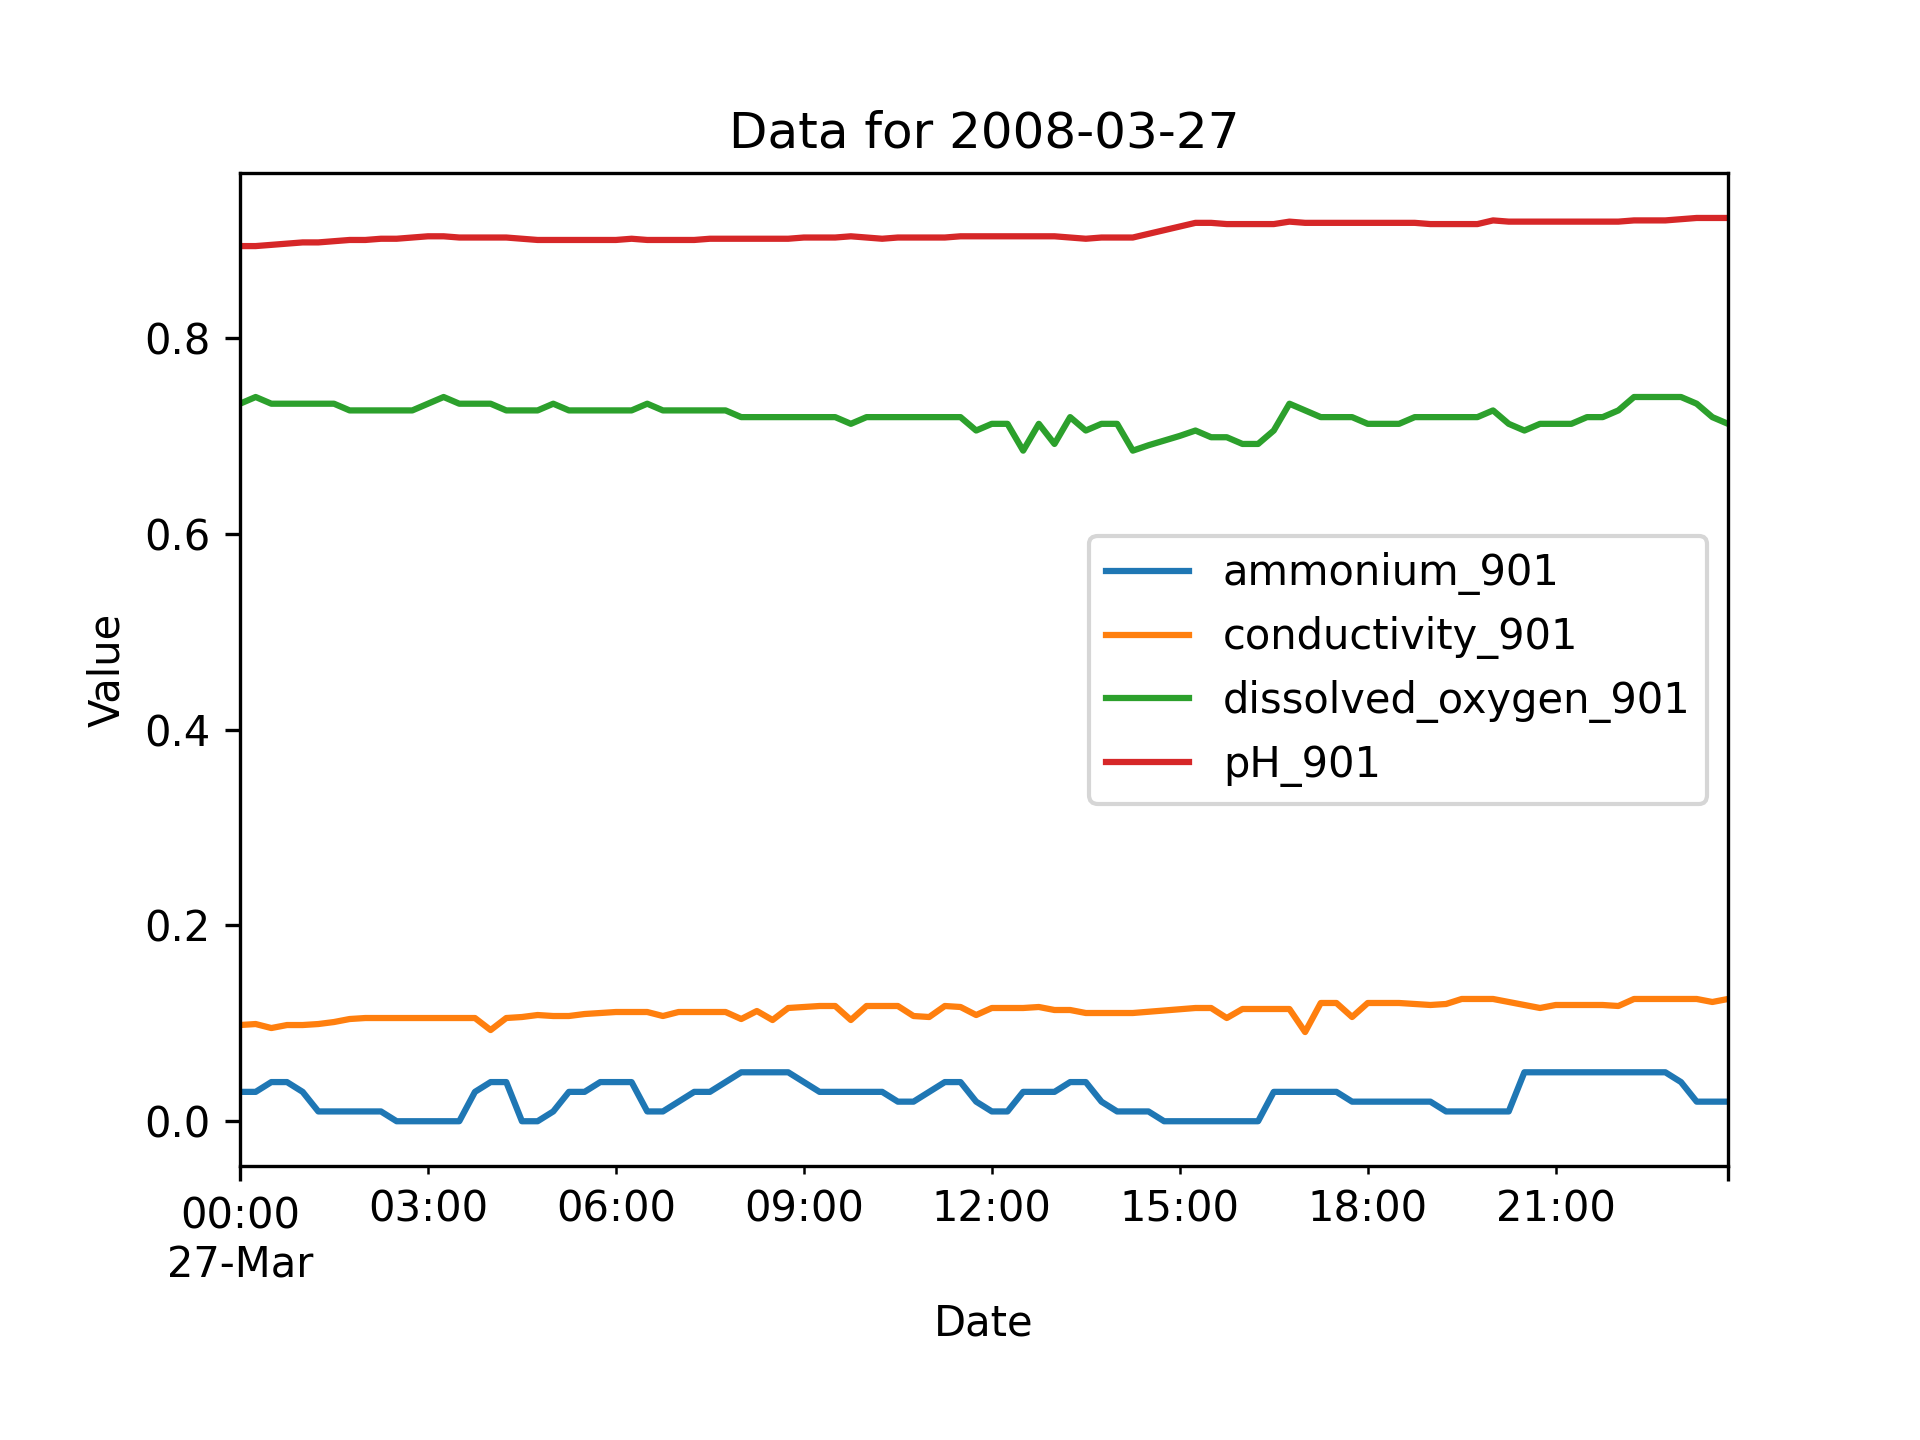 Data for 2008-03-27
Value
0.8
0.6
0.4
0.2
0.0
ammonium_901
conductivity_901
dissolved_oxygen_901
pH_901
00:00 03:00 06:00 09:00 12:00 15:00 18:00 21:00
27-Mar
Date